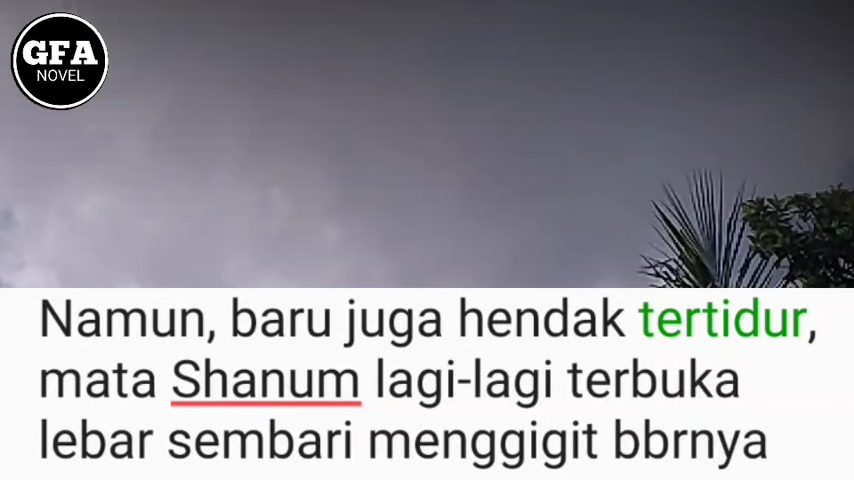 GFA
NOVEL
Namun, baru juga hendak tertidur,
mata Shanum lagi-lagi terbuka
lebar sembari menggigit bbrnya